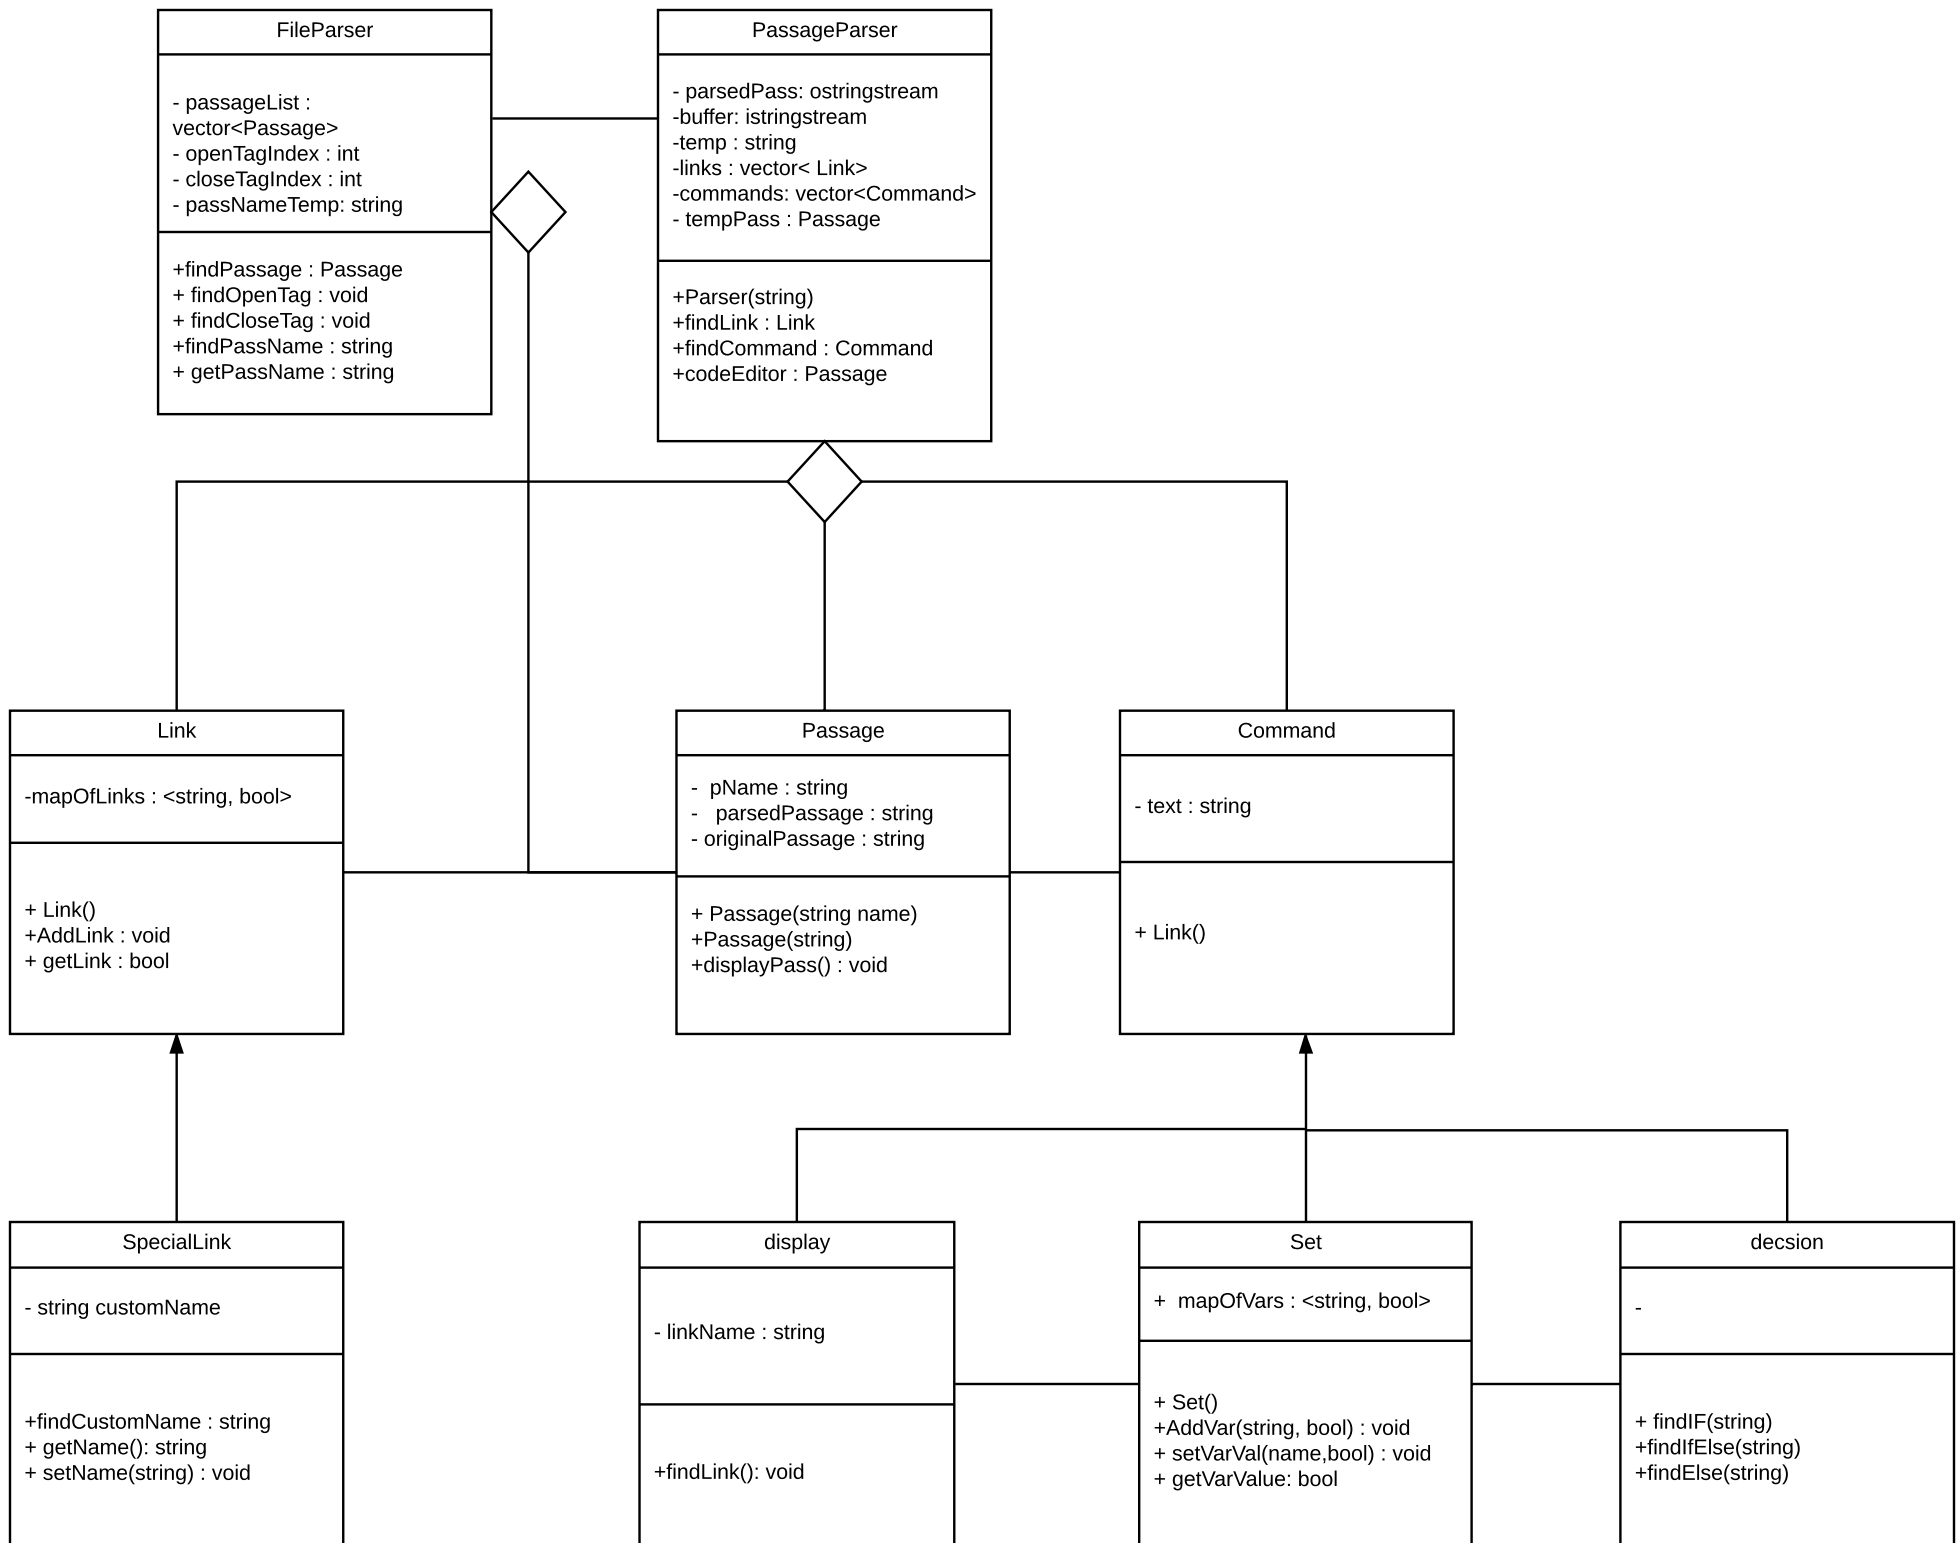 FileParser
- passageList :
vector<Passage>
- openTagIndex : int
- closeTagIndex : int
- passNameTemp: string
+findPassage : Passage
+ findOpenTag : void
+ findCloseTag : void
+findPassName : string
+ getPassName : string
PassageParser
- parsedPass: ostringstream
-buffer: istringstream
-temp : string
-links : vector< Link>
-commands: vector<Command>
- tempPass : Passage
+Parser(string)
+findLink : Link
+findCommand : Command
+codeEditor : Passage
Link
-mapOfLinks : <string, bool>
+ Link()
+AddLink : void
+ getLink : bool
Passage
-  pName : string
-   parsedPassage : string
- originalPassage : string
+ Passage(string name)
+Passage(string)
+displayPass() : void
Command
- text : string
+ Link()
SpecialLink
- string customName
+findCustomName : string
+ getName(): string
+ setName(string) : void
display
- linkName : string
+findLink(): void
Set
+  mapOfVars : <string, bool>
+ Set()
+AddVar(string, bool) : void
+ setVarVal(name,bool) : void
+ getVarValue: bool
decsion
-
+ findIF(string)
+findIfElse(string)
+findElse(string)